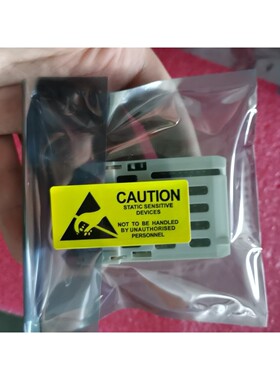 CAUTION
STATIC SENSITIVE
DEVICES
NOT TO BE HANDLED
BY UNAUTHORISED
PERSONNEL